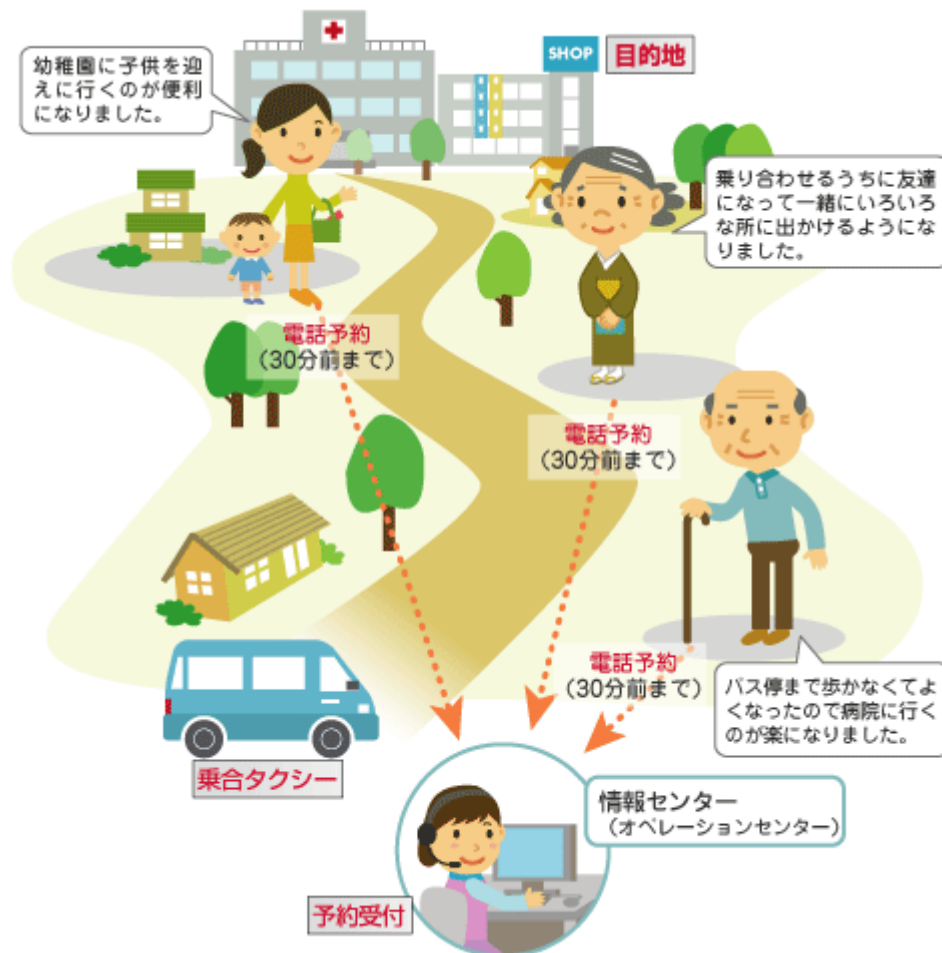 SHOP
目的地
幼稚園に子供を迎
えに行くのが便利
になりました。
乗り合わせるうちに友達
になって一緒にいろいろ
な所に出かけるようにな
りました。
電話予約
（30分前まで）
電話予約
（30分前まで）
電話予約
（30分前まで）
バス停まで歩かなくてよ
くなったので病院に行く
のが楽になりました。
乗合タクシー
情報センター
（オペレーションセンター）
予約受付